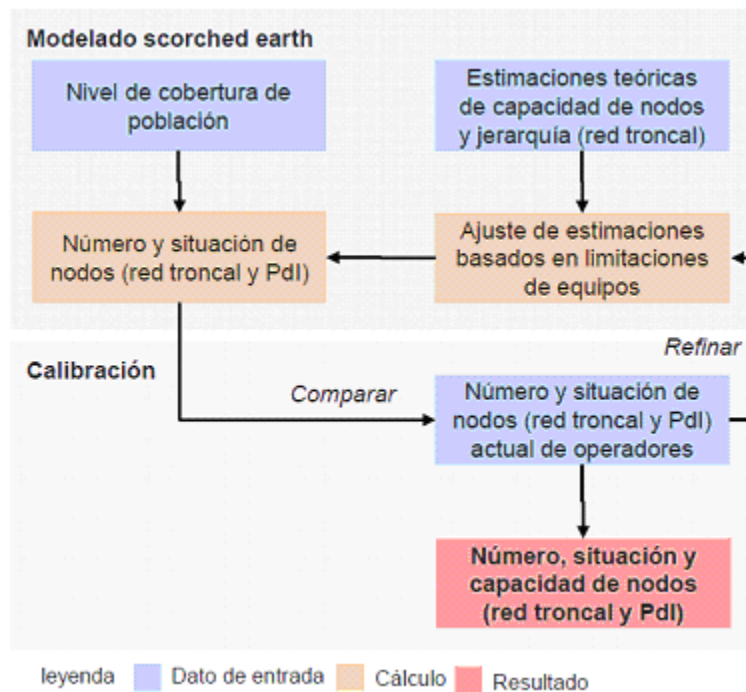 Modelado scorched earth
Nivel de cobertura de
población
Estimaciones teóricas
de capacidad de nodos
y jerarquía (red troncal)
Número y situación de
nodos (red troncal y PdI)
Ajuste de estimaciones
basados en limitaciones
de equipos
Refinar
Calibración
Comparar
Número y situación de
nodos (red troncal y PdI)
actual de operadores
Número, situación y
capacidad de nodos
(red troncal y PdI)
leyenda
Dato de entrada
Cálculo
Resultado